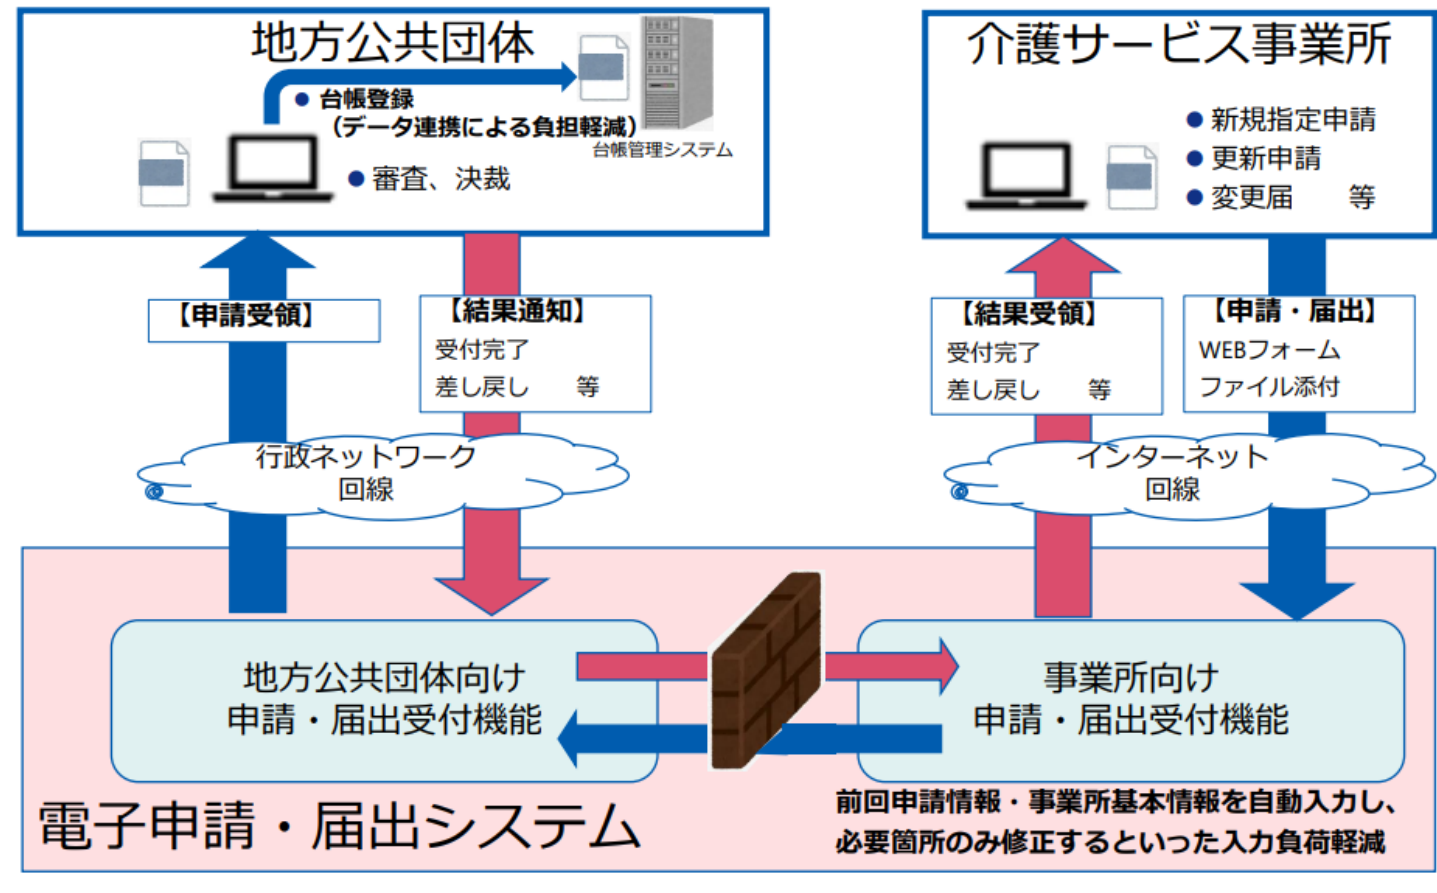 地方公共団体
● 台帳登録
（データ連携による負担軽減）
台帳管理システム
● 審査、決裁
介護サービス事業所
● 新規指定申請
● 更新申請
● 変更届　　等
【申請受領】
【結果通知】
受付完了
差し戻し　　等
【結果受領】
受付完了
差し戻し　　等
【申請・届出】
WEBフォーム
ファイル添付
行政ネットワーク
回線
インターネット
回線
地方公共団体向け
申請・届出受付機能
事業所向け
申請・届出受付機能
電子申請・届出システム
前回申請情報・事業所基本情報を自動入力し、
必要箇所のみ修正するといった入力負荷軽減